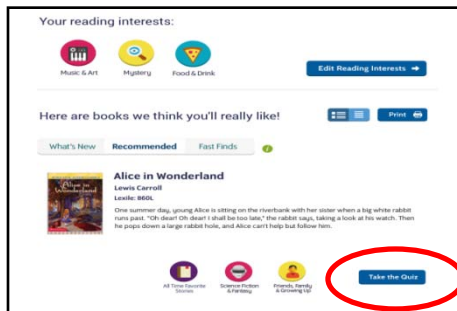 Your reading interests:
Music & Art Mystery Food & Drink
Edit Reading Interests
Here are books we think you'll really like!
Print
What's New Recommended Fast Finds
Alice in Wonderland
Lewis Carroll
Lexile: 860L
One summer day, young Alice is sitting on the riverbank with her sister when a big white rabbit
runs past. "Oh dear! Oh dear! I shall be too late," the rabbit says, taking a look at his watch. Then
he pops down a large rabbit hole, and Alice can't help but follow him.
All Time Favorite
Stories
Science Fiction
& Fantasy
Friends, Family
& Growing Up
Take the Quiz